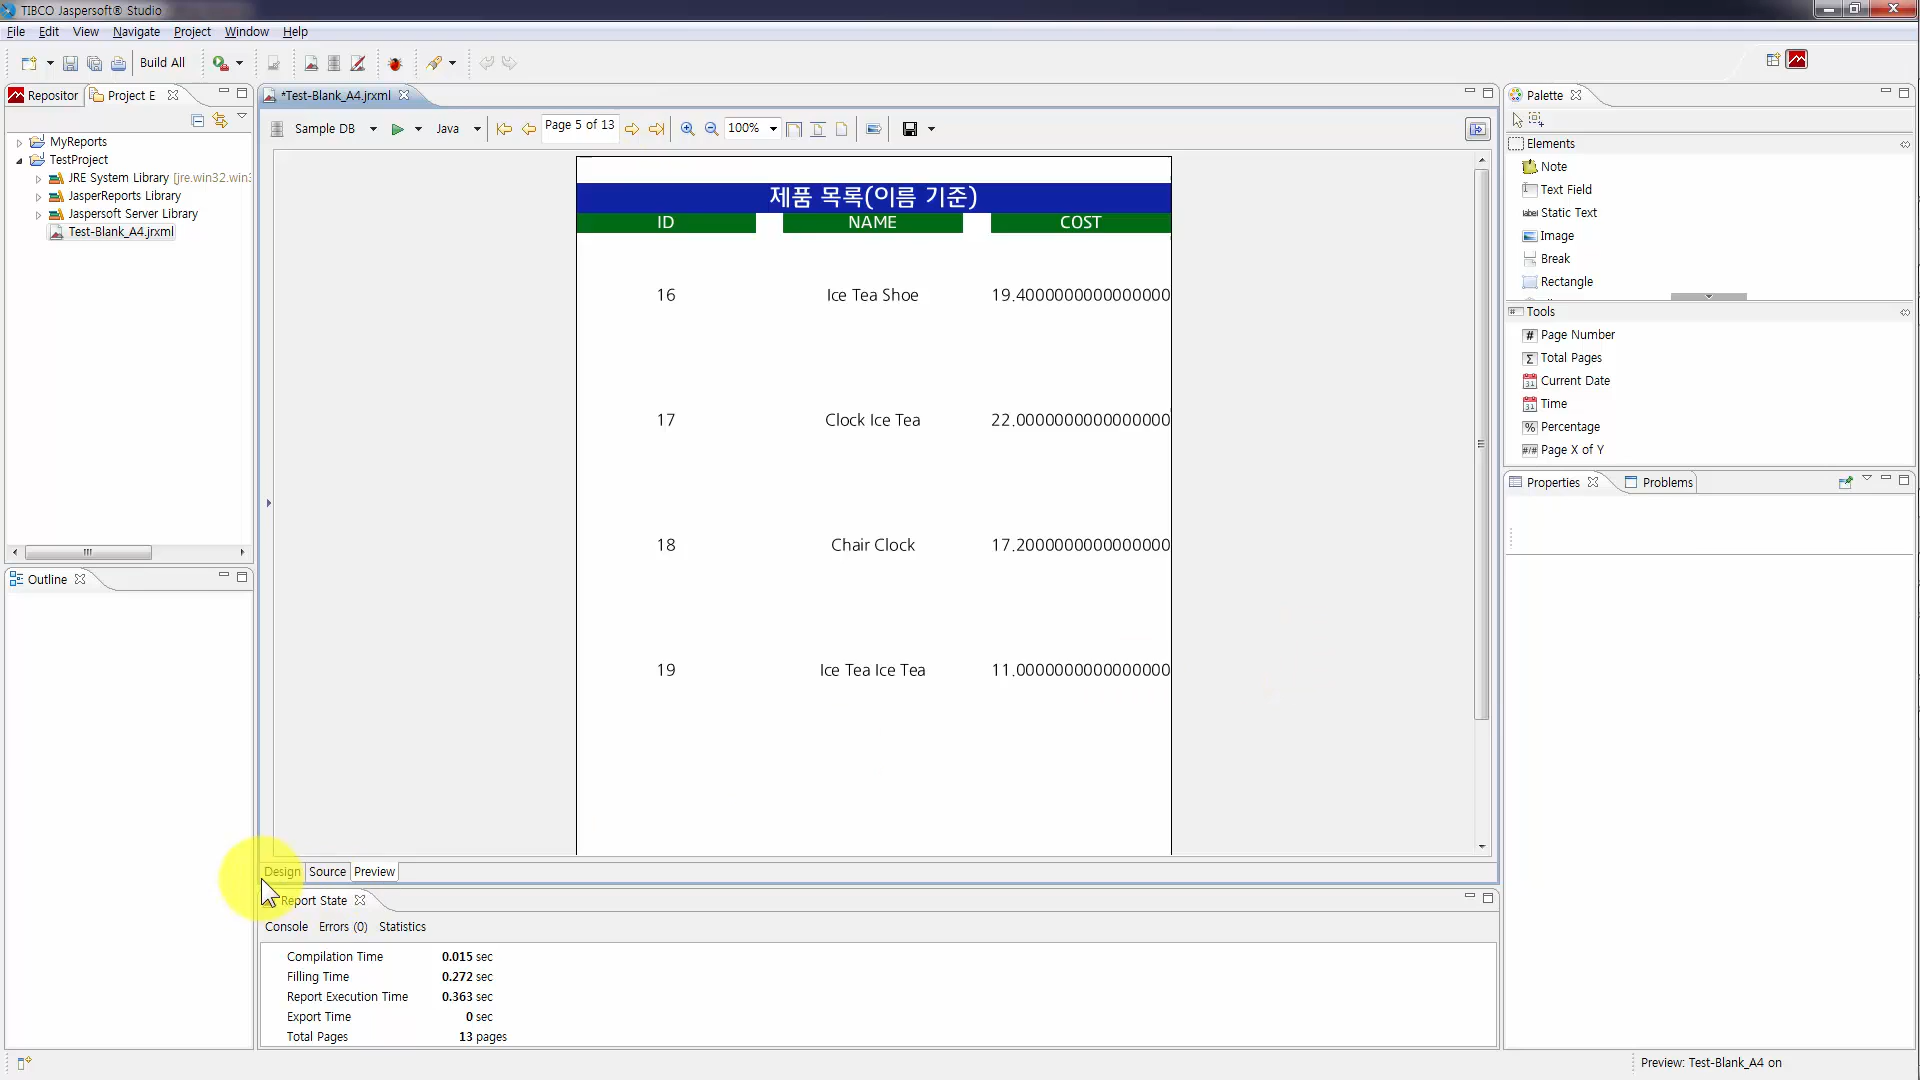 TIBCO Jaspersoft® Studio
File Edit View Navigate Project Window Help
Build All
Repositor Project E
*Test-Blank_A4.jrxml
Palette
Sample DB Java Page 5 of 13 100%
MyReports
TestProject
JRE System Library [jre.win32.win3
JasperReports Library
Jaspersoft Server Library
Test-Blank_A4.jrxml
제품 목록(이름 기준)
ID NAME COST
16 Ice Tea Shoe 19.4000000000000000
17 Clock Ice Tea 22.0000000000000000
18 Chair Clock 17.2000000000000000
19 Ice Tea Ice Tea 11.0000000000000000
Elements
Note
Text Field
label Static Text
Image
Break
Rectangle
Tools
# Page Number
Σ Total Pages
31 Current Date
31 Time
% Percentage
#/# Page X of Y
Properties Problems
Outline
Design Source Preview
Report State
Console Errors (0) Statistics
Compilation Time 0.015 sec
Filling Time 0.272 sec
Report Execution Time 0.363 sec
Export Time 0 sec
Total Pages 13 pages
Preview: Test-Blank_A4 on